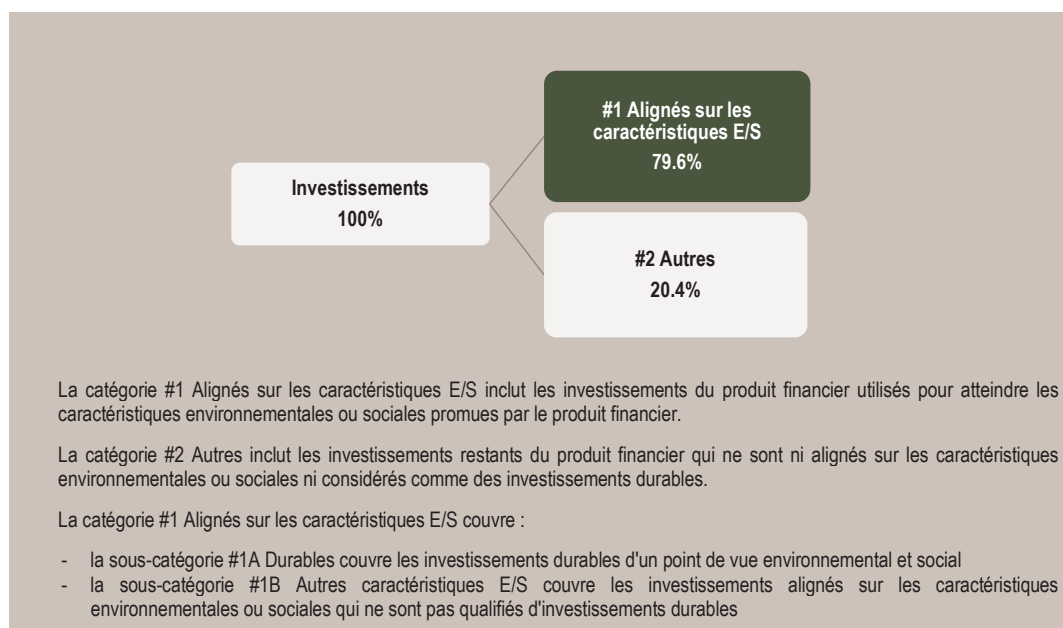 #1 Alignés sur les
caractéristiques E/S
79.6%
Investissements
100%
#2 Autres
20.4%
La catégorie #1 Alignés sur les caractéristiques E/S inclut les investissements du produit financier utilisés pour atteindre les
caractéristiques environnementales ou sociales promues par le produit financier.
La catégorie #2 Autres inclut les investissements restants du produit financier qui ne sont ni alignés sur les caractéristiques
environnementales ou sociales ni considérés comme des investissements durables.
La catégorie #1 Alignés sur les caractéristiques E/S couvre :
- la sous-catégorie #1A Durables couvre les investissements durables d'un point de vue environnemental et social
- la sous-catégorie #1B Autres caractéristiques E/S couvre les investissements alignés sur les caractéristiques
environnementales ou sociales qui ne sont pas qualifiés d'investissements durables